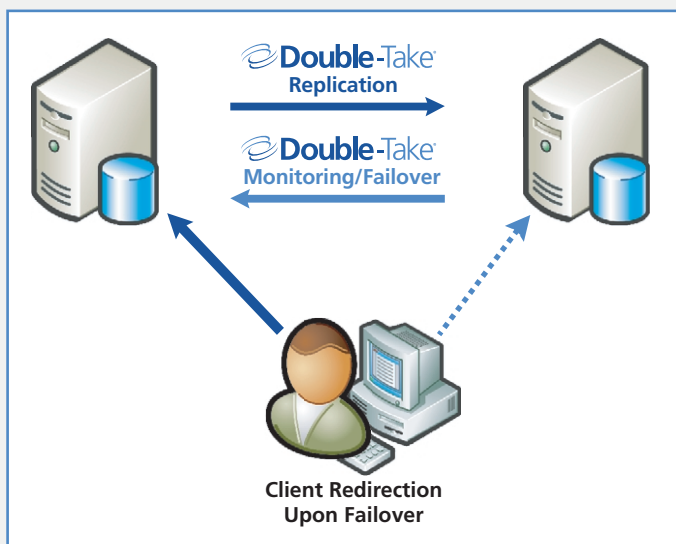 Double-Take®
Replication
Double-Take®
Monitoring/Failover
Client Redirection
Upon Failover